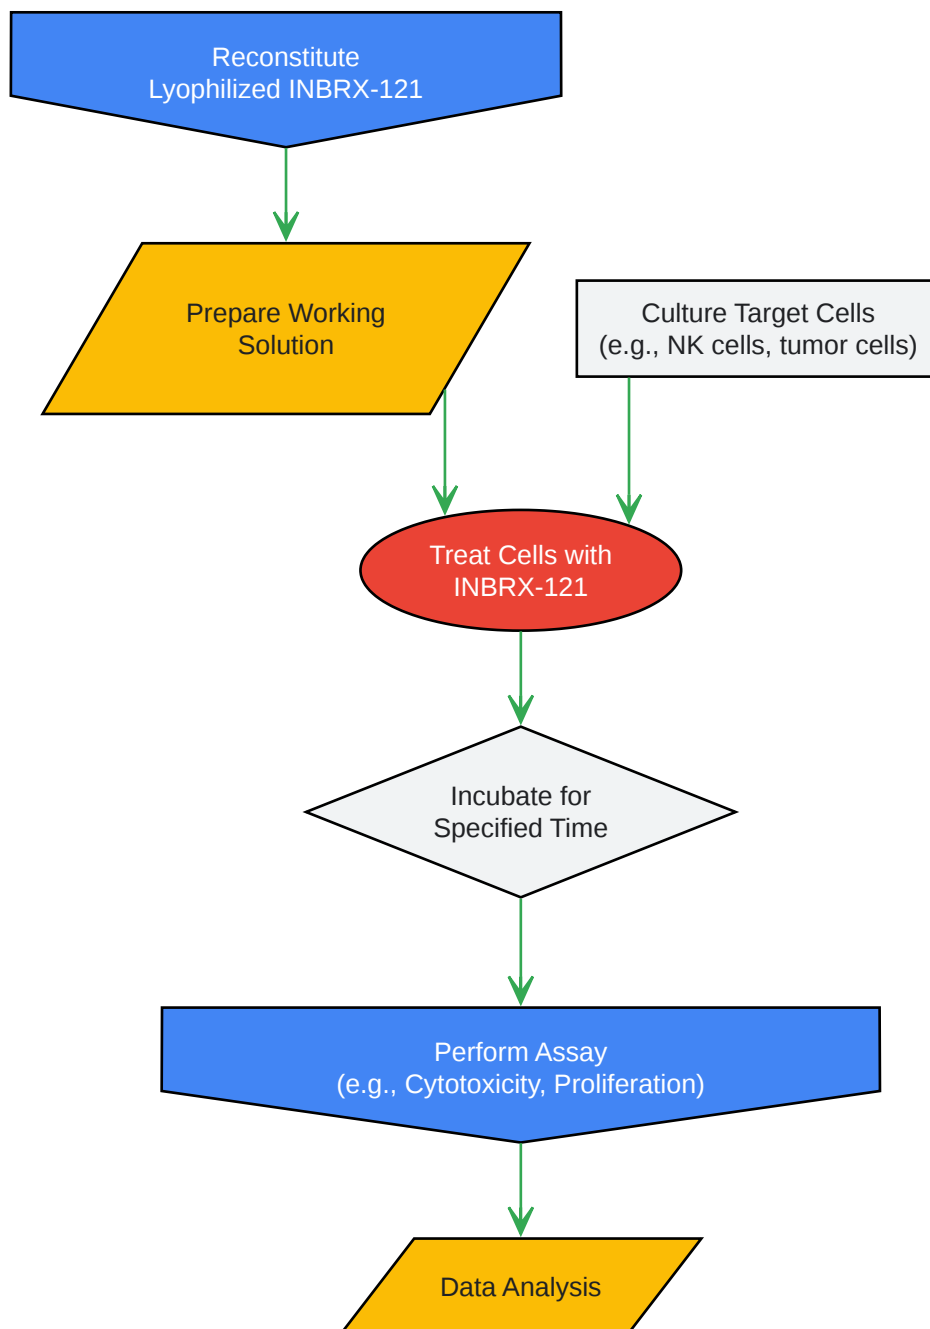 Reconstitute
Lyophilized INBRX-121
Prepare Working
Solution
Culture Target Cells
(e.g., NK cells, tumor cells)
Treat Cells with
INBRX-121
Incubate for
Specified Time
Perform Assay
(e.g., Cytotoxicity, Proliferation)
Data Analysis